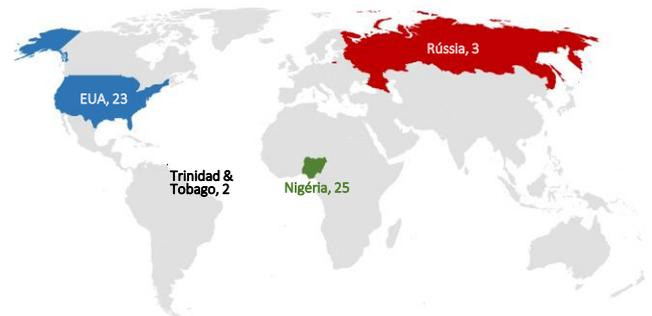 Rússia, 3
EUA, 23
Trinidad &
Tobago, 2
Nigéria, 25